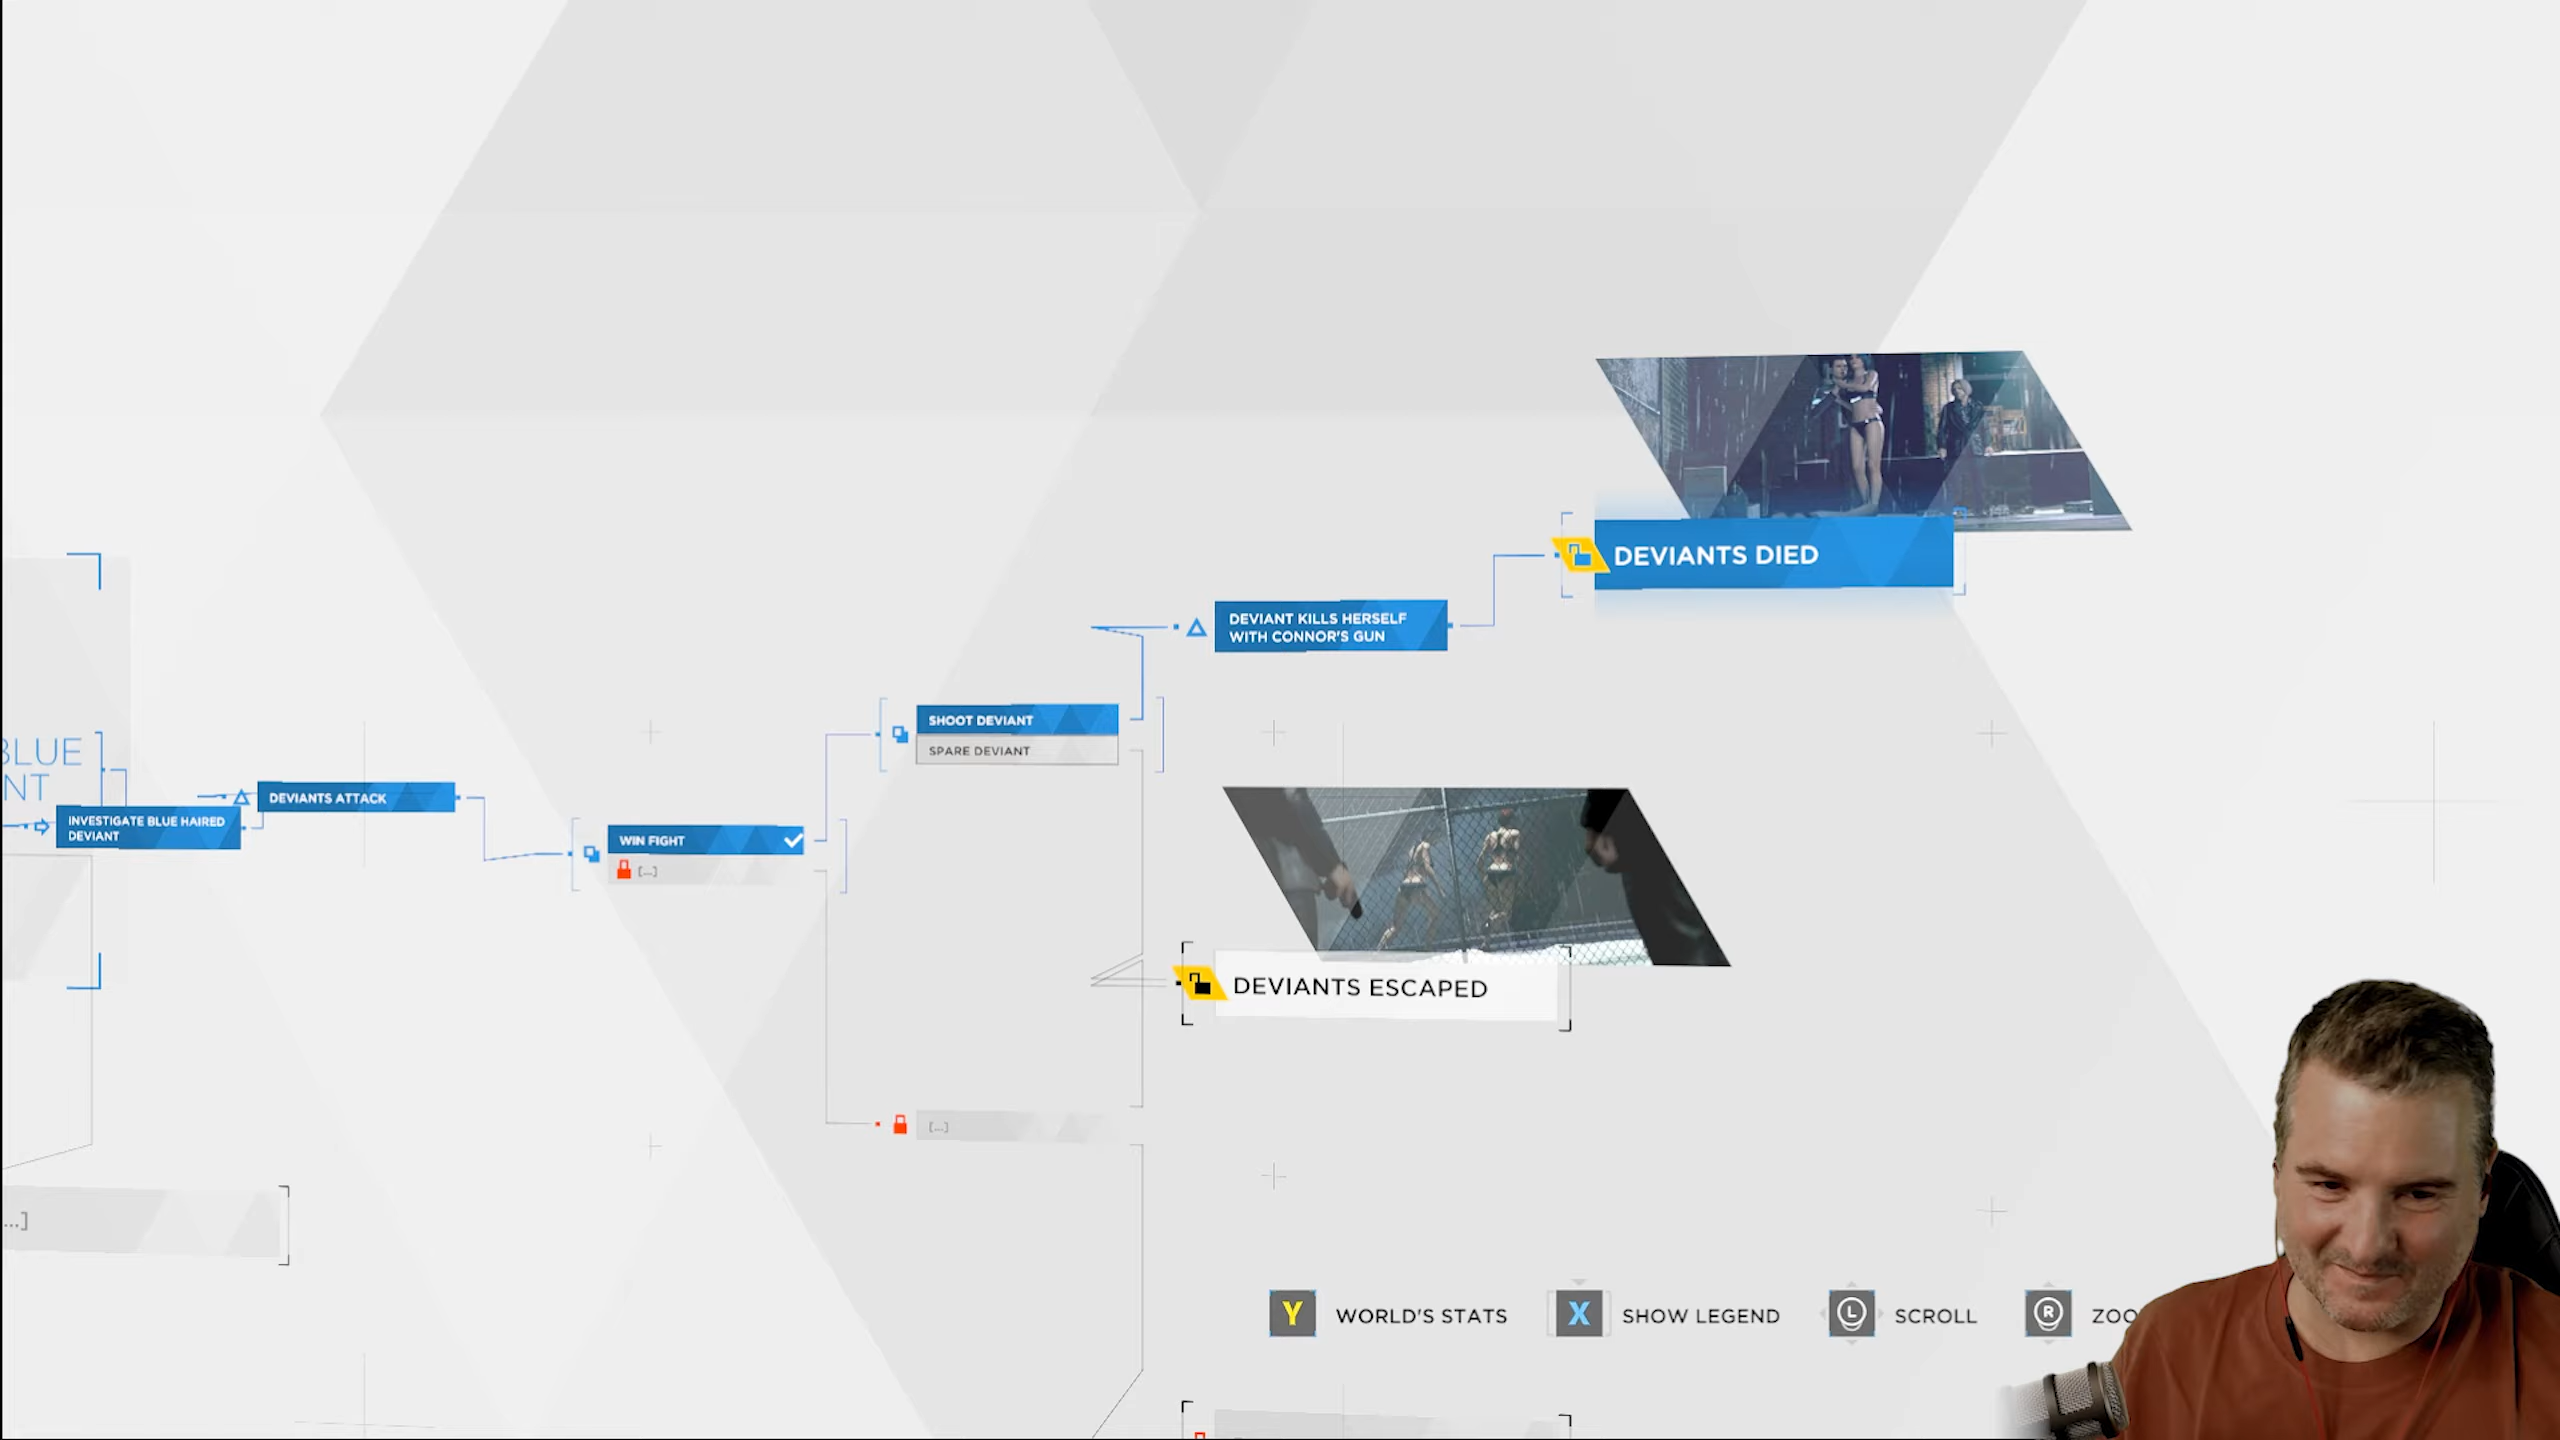 DEVIANTS DIED
DEVIANT KILLS HERSELF
WITH CONNOR'S GUN
SHOOT DEVIANT
SPARE DEVIANT
BLUE
NT
INVESTIGATE BLUE HAIRED
DEVIANT
DEVIANTS ATTACK
WIN FIGHT
[...]
DEVIANTS ESCAPED
[...]
...]
Y WORLD'S STATS
X SHOW LEGEND
L SCROLL
R ZOO